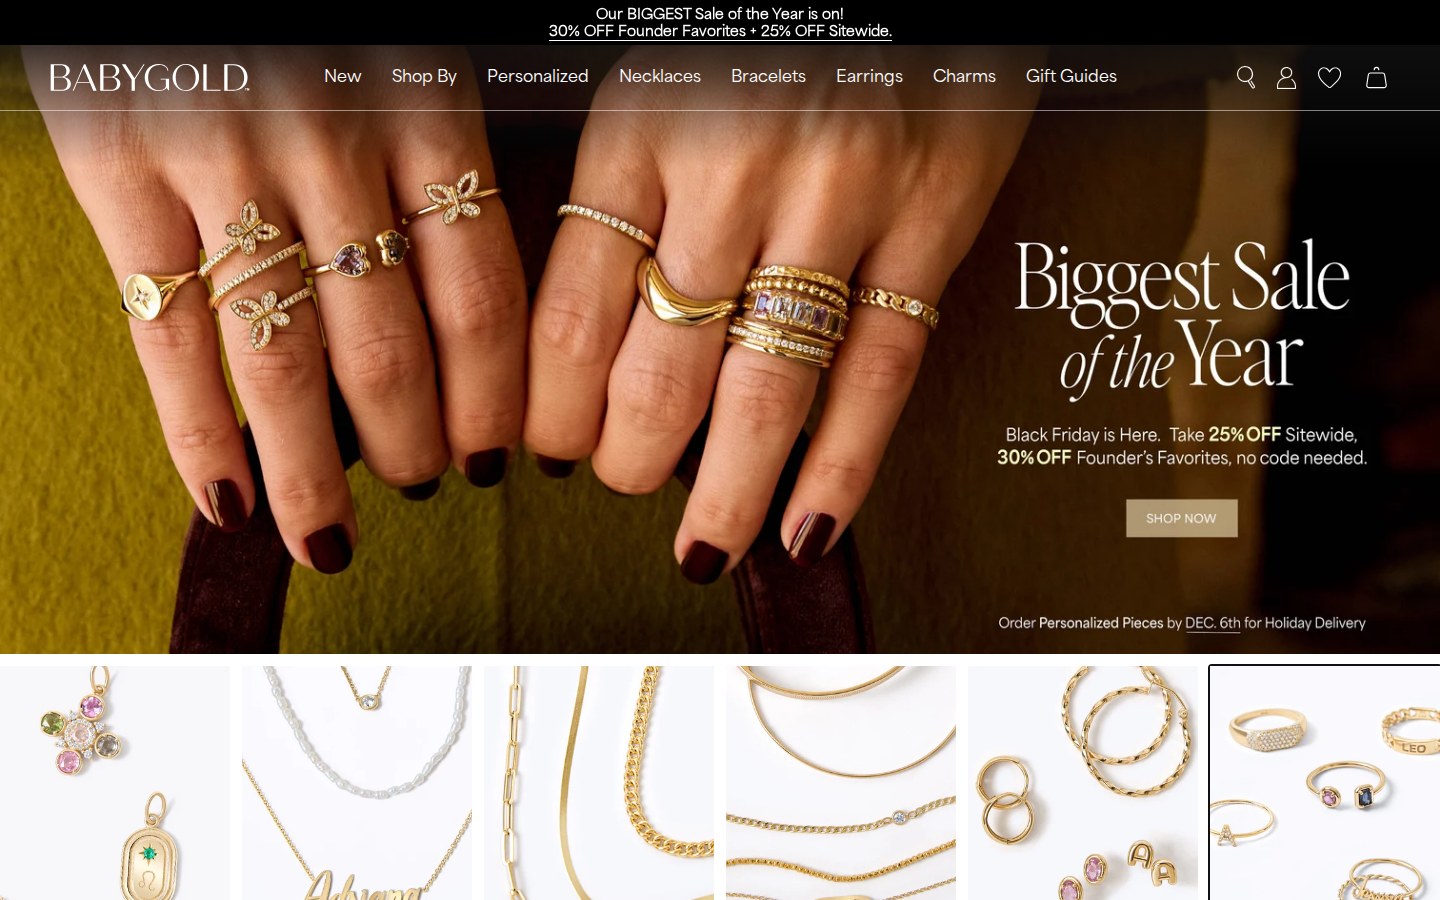 Our BIGGEST Sale of the Year is on!
30% OFF Founder Favorites + 25% OFF Sitewide.
BABYGOLD
New
Shop By
Personalized
Necklaces
Bracelets
Earrings
Charms
Gift Guides
Biggest Sale
of the Year
Black Friday is Here. Take 25% OFF Sitewide,
30% OFF Founder's Favorites, no code needed.
SHOP NOW
Order Personalized Pieces by DEC. 6th for Holiday Delivery
LEO
Adriana
A
A
A